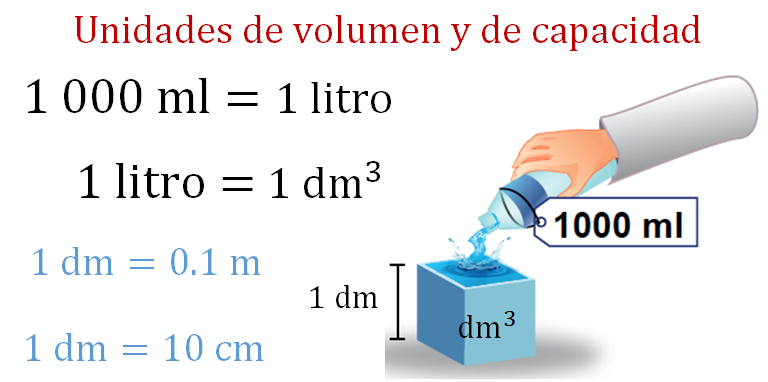 Unidades de volumen y de capacidad
1 000 ml = 1 litro
1 litro = 1 dm³
1 dm = 0.1 m
1 dm = 10 cm
1000 ml
1 dm
dm³